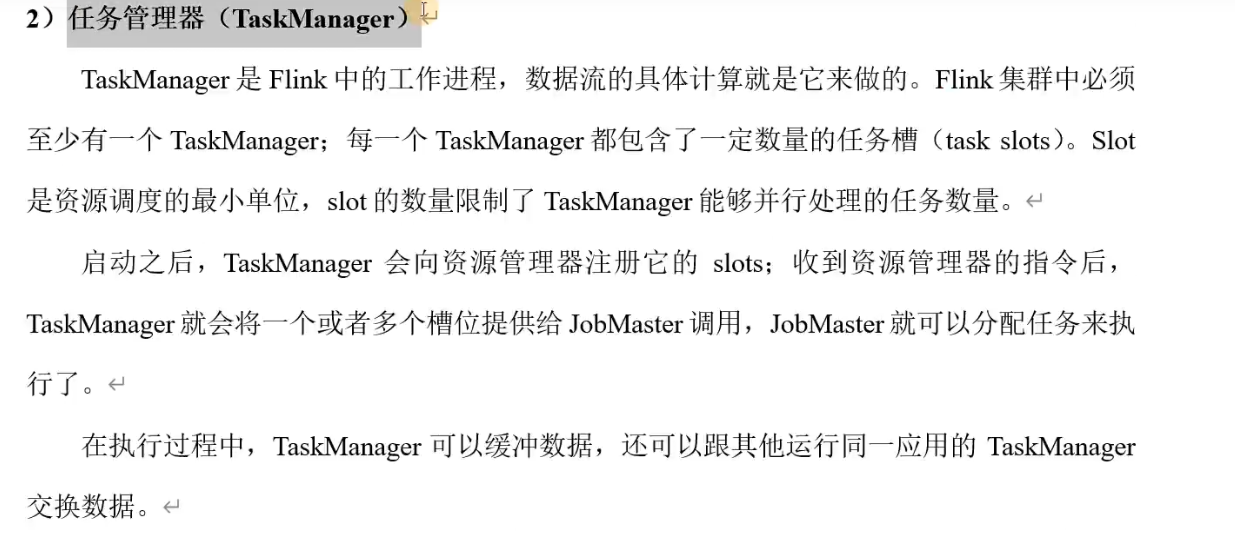 2）任务管理器（TaskManager）
TaskManager 是 Flink 中的工作进程，数据流的具体计算就是它来做的。Flink 集群中必须
至少有一个 TaskManager；每一个 TaskManager 都包含了一定数量的任务槽（task slots）。Slot
是资源调度的最小单位，slot 的数量限制了 TaskManager 能够并行处理的任务数量。
启动之后，TaskManager 会向资源管理器注册它的 slots；收到资源管理器的指令后，
TaskManager 就会将一个或者多个槽位提供给 JobMaster 调用，JobMaster 就可以分配任务来执
行了。
在执行过程中，TaskManager 可以缓冲数据，还可以跟其他运行同一应用的 TaskManager
交换数据。